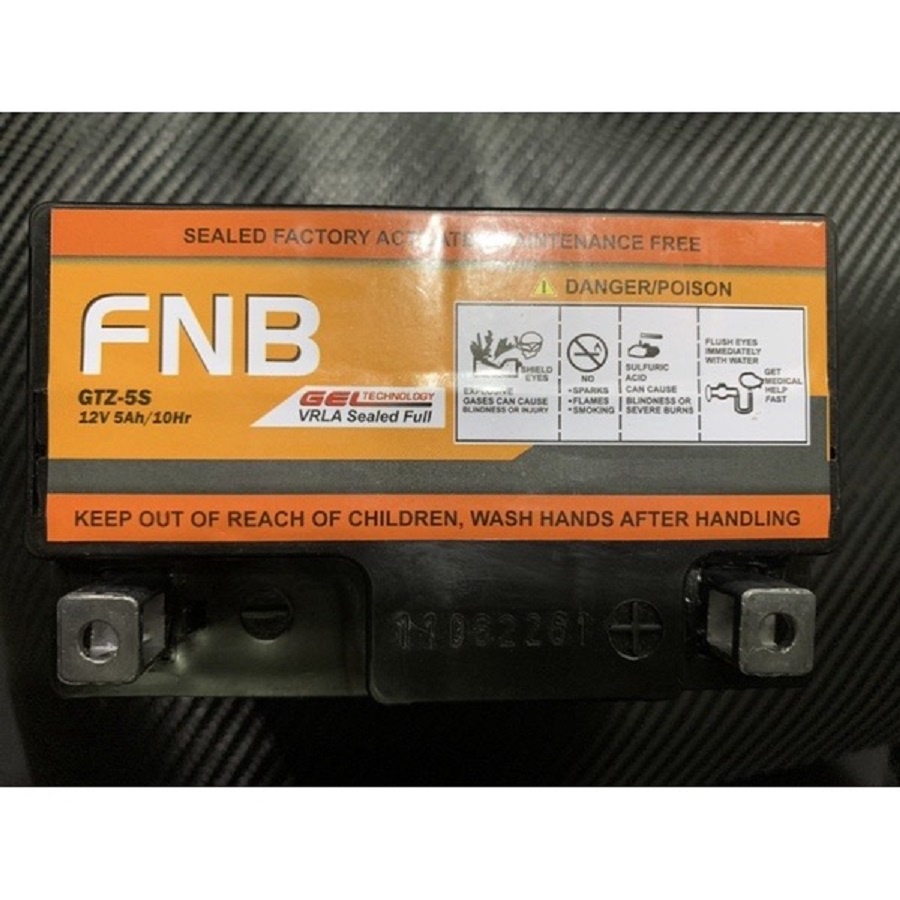 SEALED FACTORY ACTIVATED MAINTENANCE FREE
FNB
GTZ-5S
12V 5Ah/10Hr
GEL TECHNOLOGY
VRLA Sealed Full
DANGER/POISON
SHIELD
EYES
EXPLOSIVE
GASES CAN CAUSE
BLINDNESS OR INJURY
NO
•SPARKS
•FLAMES
•SMOKING
SULFURIC
ACID
CAN CAUSE
BLINDNESS OR
SEVERE BURNS
FLUSH EYES
IMMEDIATELY
WITH WATER
GET
MEDICAL
HELP
FAST
KEEP OUT OF REACH OF CHILDREN, WASH HANDS AFTER HANDLING